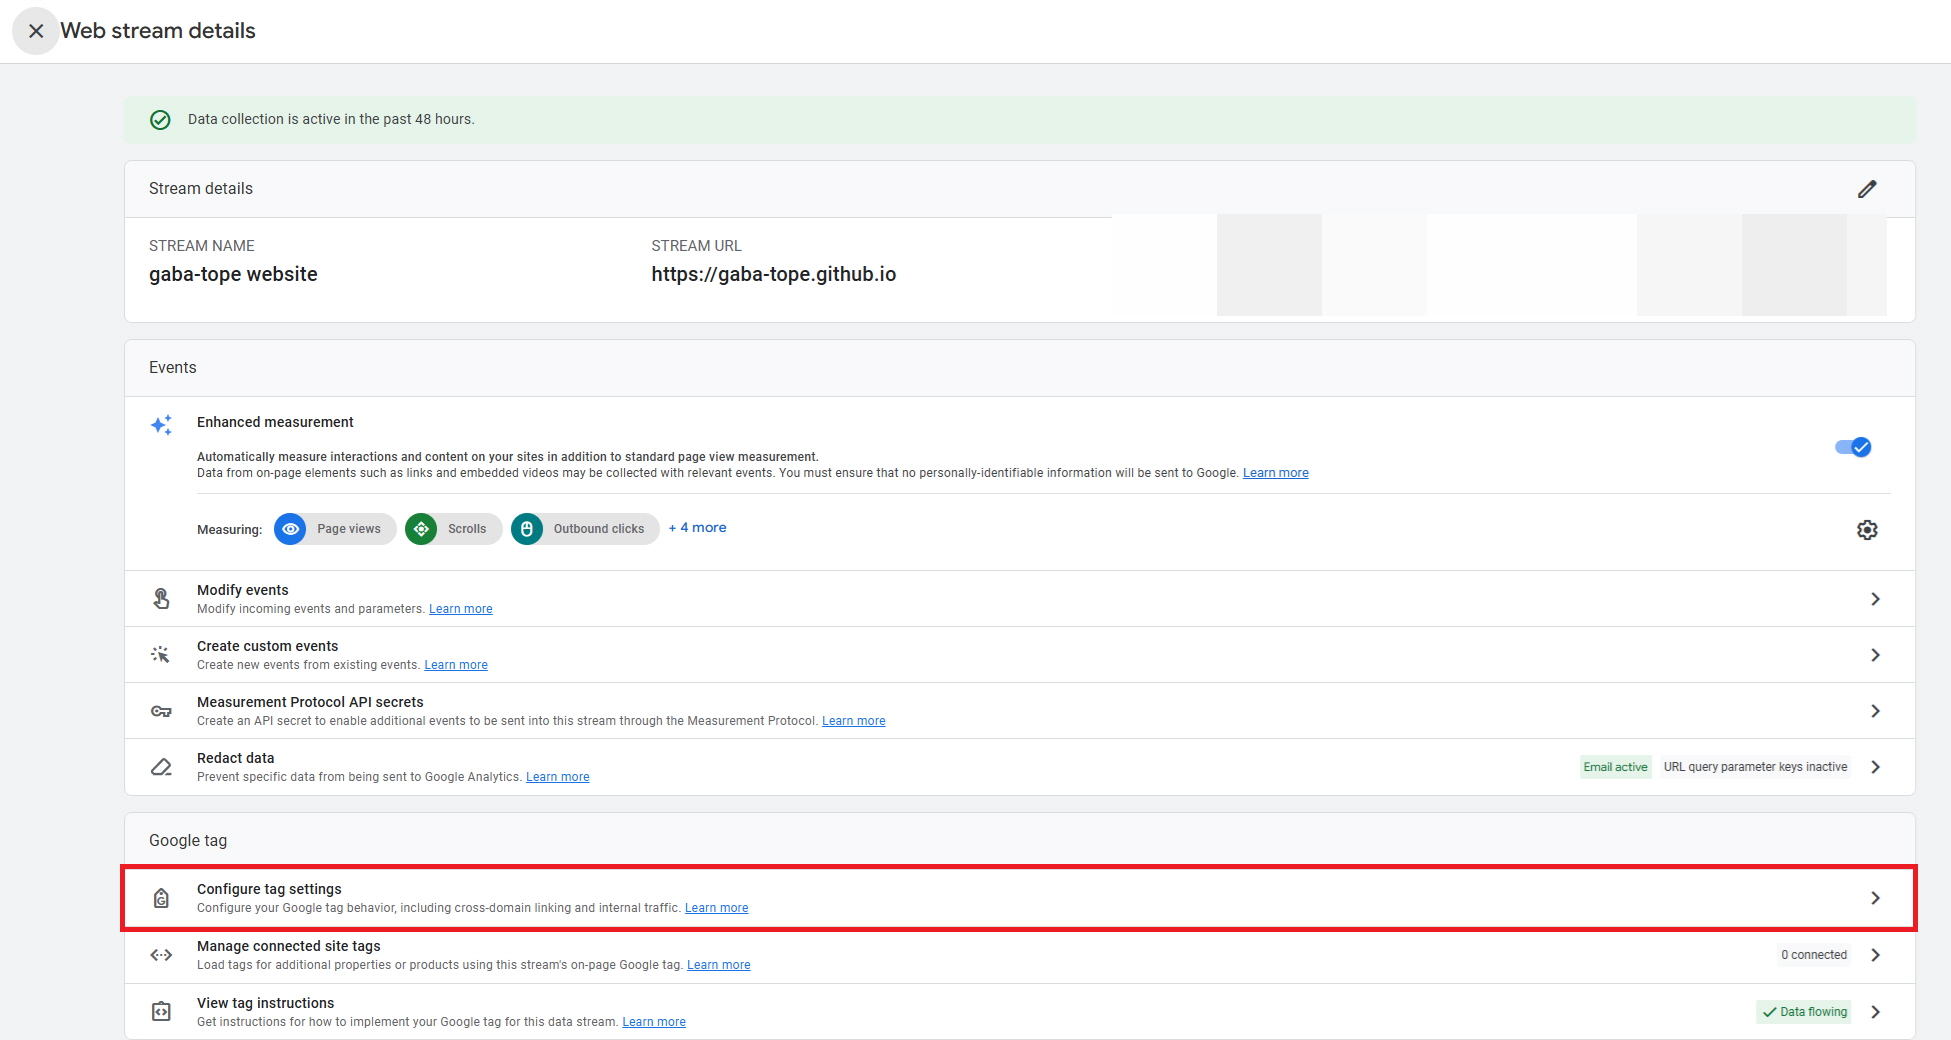 Web stream details
Data collection is active in the past 48 hours.
Stream details
STREAM NAME
gaba-tope website
STREAM URL
https://gaba-tope.github.io
Events
Enhanced measurement
Automatically measure interactions and content on your sites in addition to standard page view measurement.
Data from on-page elements such as links and embedded videos may be collected with relevant events. You must ensure that no personally-identifiable information will be sent to Google. Learn more
Measuring: Page views Scrolls Outbound clicks + 4 more
Modify events
Modify incoming events and parameters. Learn more
Create custom events
Create new events from existing events. Learn more
Measurement Protocol API secrets
Create an API secret to enable additional events to be sent into this stream through the Measurement Protocol. Learn more
Redact data
Prevent specific data from being sent to Google Analytics. Learn more
Email active URL query parameter keys inactive
Google tag
Configure tag settings
Configure your Google tag behavior, including cross-domain linking and internal traffic. Learn more
Manage connected site tags
Load tags for additional properties or products using this stream's on-page Google tag. Learn more
0 connected
View tag instructions
Get instructions for how to implement your Google tag for this data stream. Learn more
Data flowing